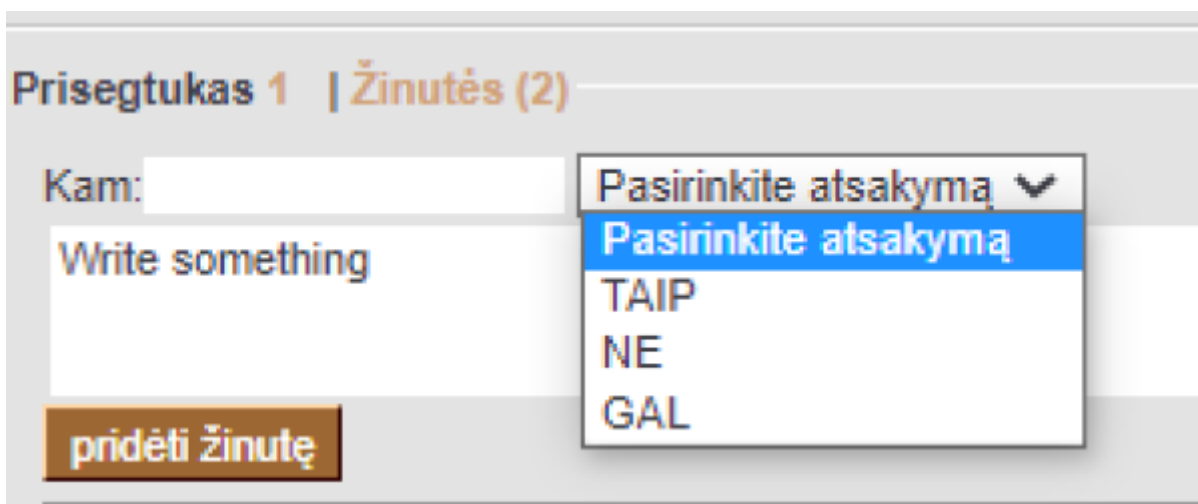 Prisegtukas 1 | Žinutės (2)
Kam: Pasirinkite atsakymą
Write something
Pasirinkite atsakymą
TAIP
NE
GAL
pridėti žinutę